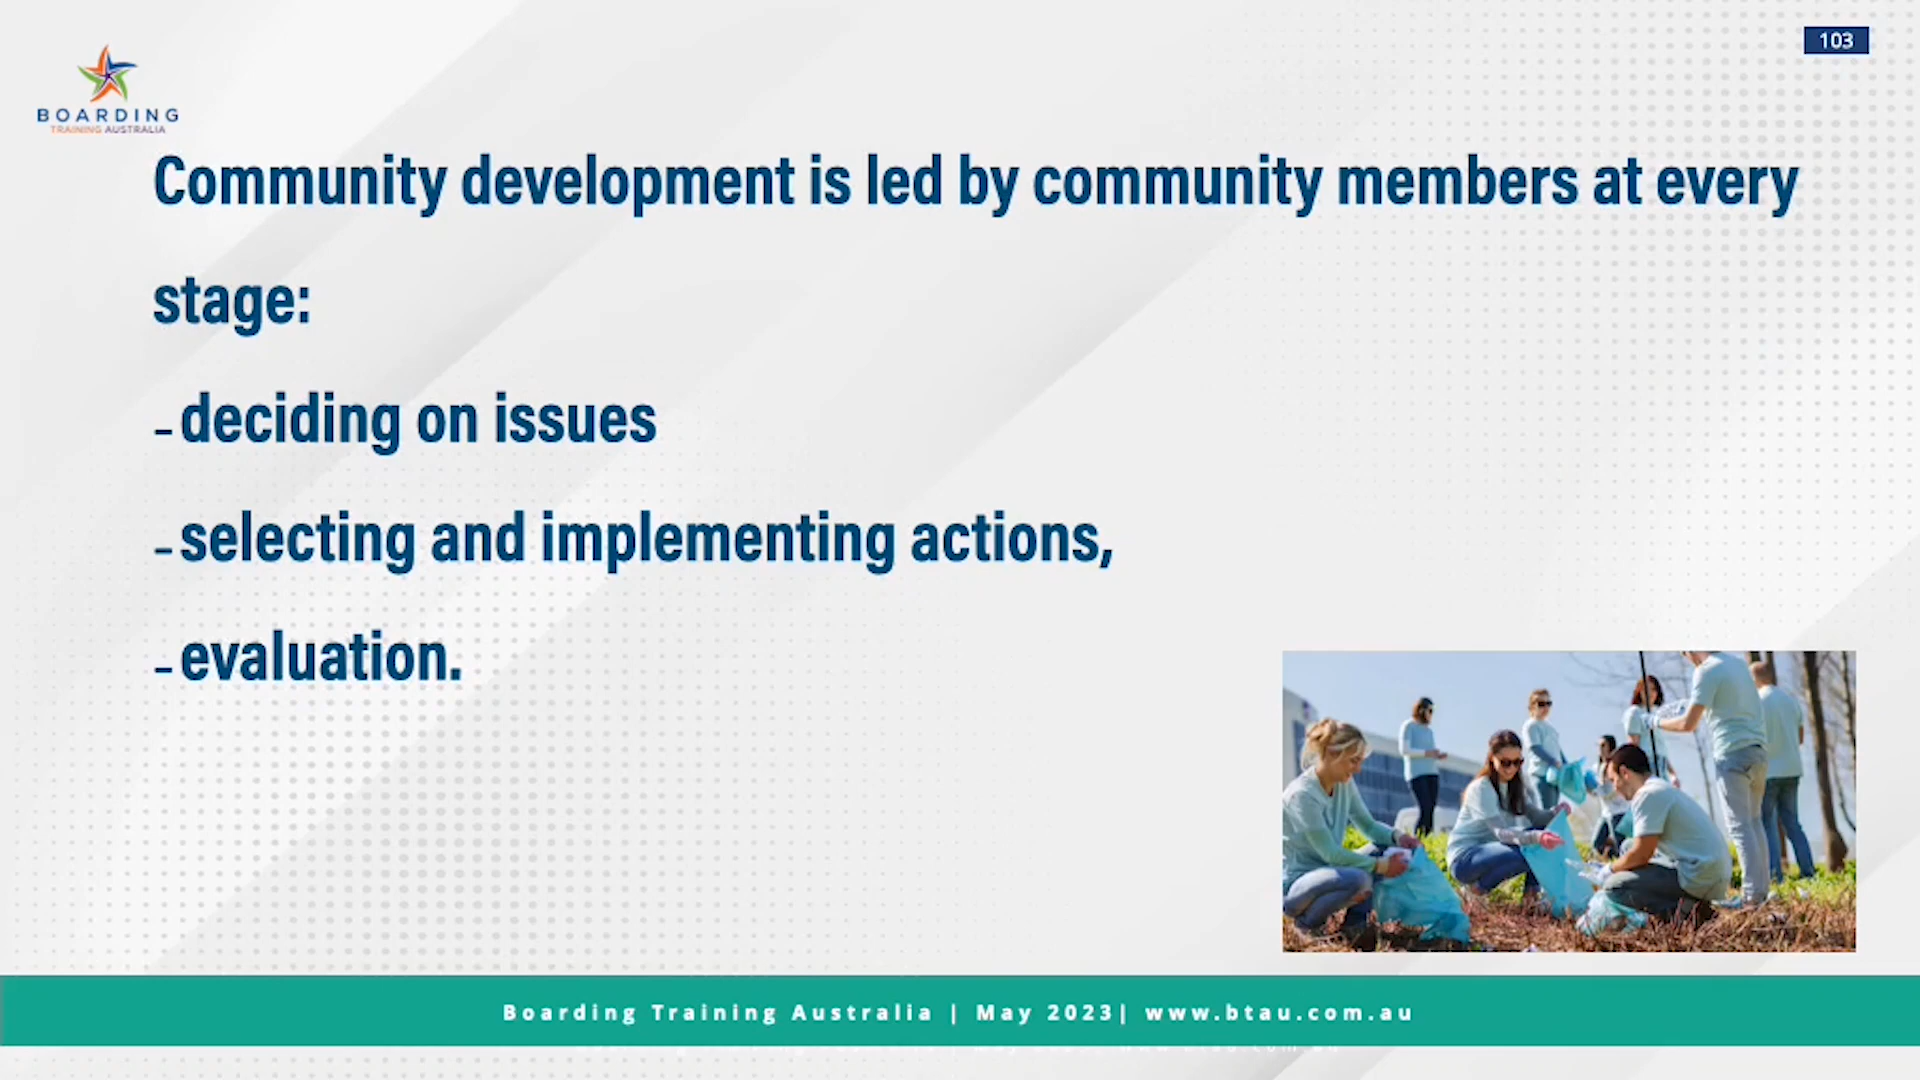 103
BOARDING
TRAINING AUSTRALIA
Community development is led by community members at every
stage:
- deciding on issues
- selecting and implementing actions,
- evaluation.
Boarding Training Australia | May 2023| www.btau.com.au